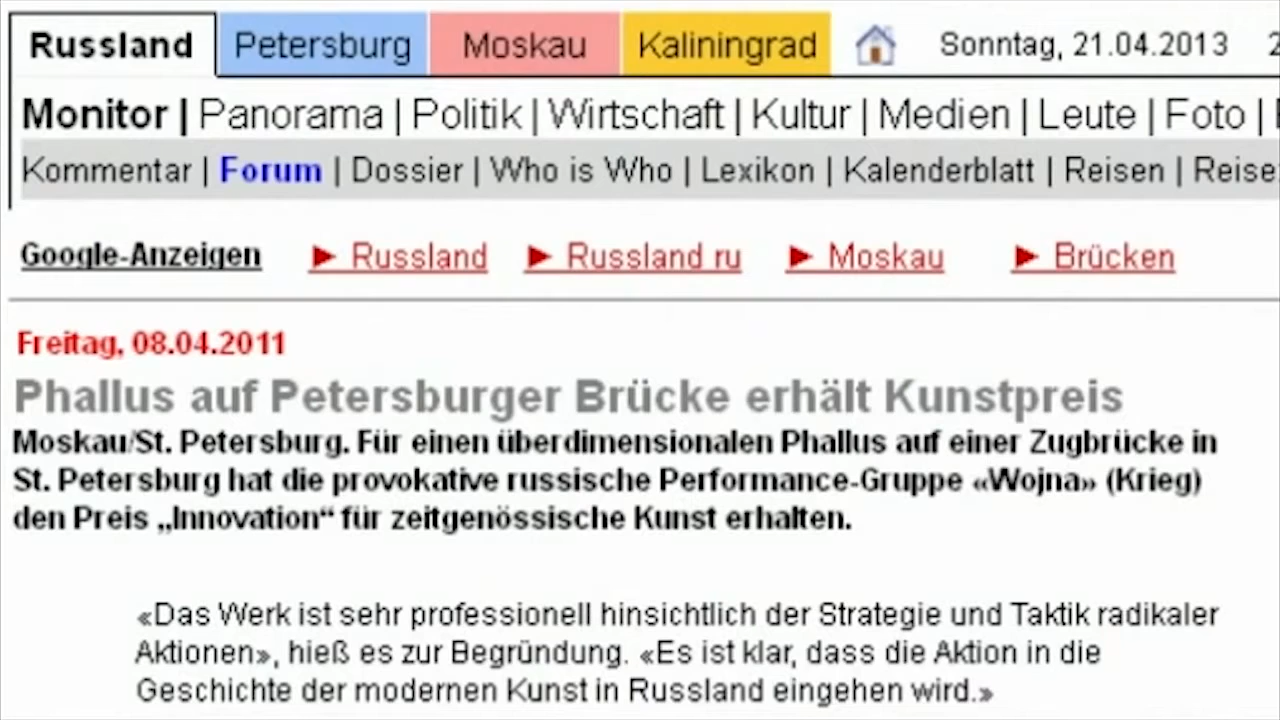 Russland Petersburg Moskau Kaliningrad Sonntag, 21.04.2013
Monitor | Panorama | Politik | Wirtschaft | Kultur | Medien | Leute | Foto |
Kommentar | Forum | Dossier | Who is Who | Lexikon | Kalenderblatt | Reisen | Reise
Google-Anzeigen ► Russland ► Russland ru ► Moskau ► Brücken
Freitag, 08.04.2011
Phallus auf Petersburger Brücke erhält Kunstpreis
Moskau/St. Petersburg. Für einen überdimensionalen Phallus auf einer Zugbrücke in
St. Petersburg hat die provokative russische Performance-Gruppe «Wojna» (Krieg)
den Preis „Innovation“ für zeitgenössische Kunst erhalten.
«Das Werk ist sehr professionell hinsichtlich der Strategie und Taktik radikaler
Aktionen», hieß es zur Begründung. «Es ist klar, dass die Aktion in die
Geschichte der modernen Kunst in Russland eingehen wird.»